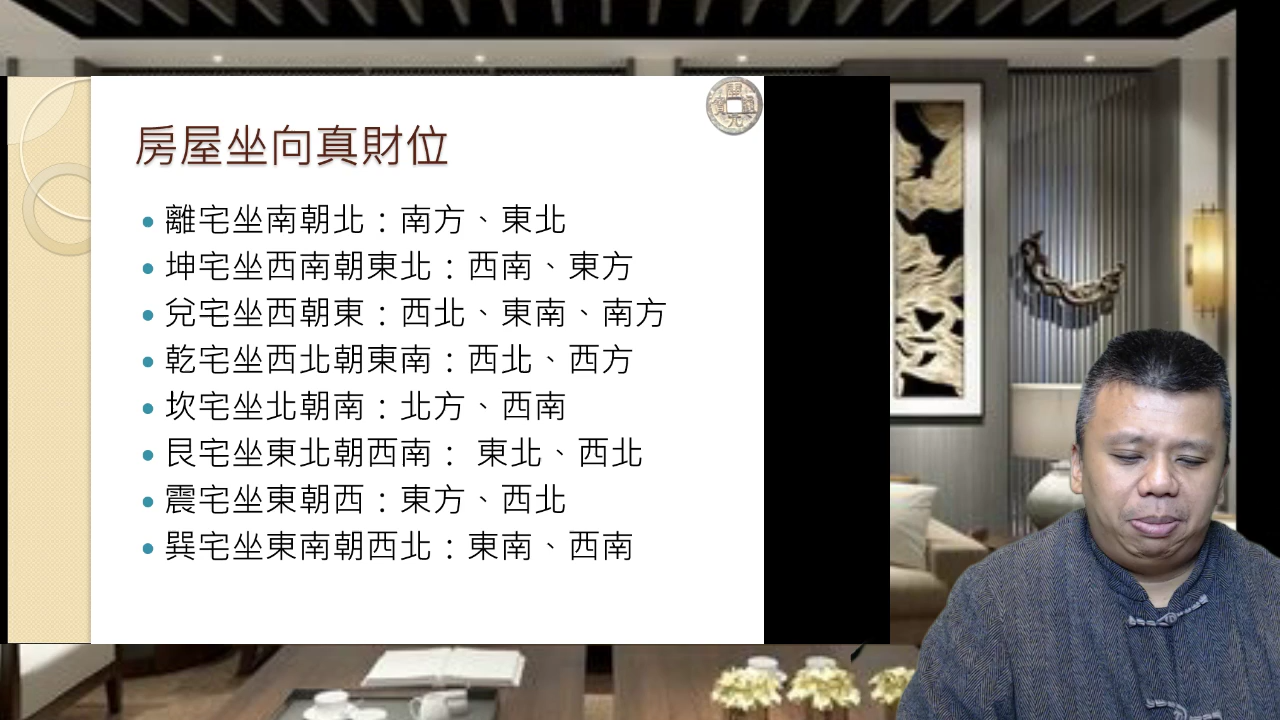 房屋坐向真財位
離宅坐南朝北：南方、東北
坤宅坐西南朝東北：西南、東方
兌宅坐西朝東：西北、東南、南方
乾宅坐西北朝東南：西北、西方
坎宅坐北朝南：北方、西南
艮宅坐東北朝西南： 東北、西北
震宅坐東朝西：東方、西北
巽宅坐東南朝西北：東南、西南